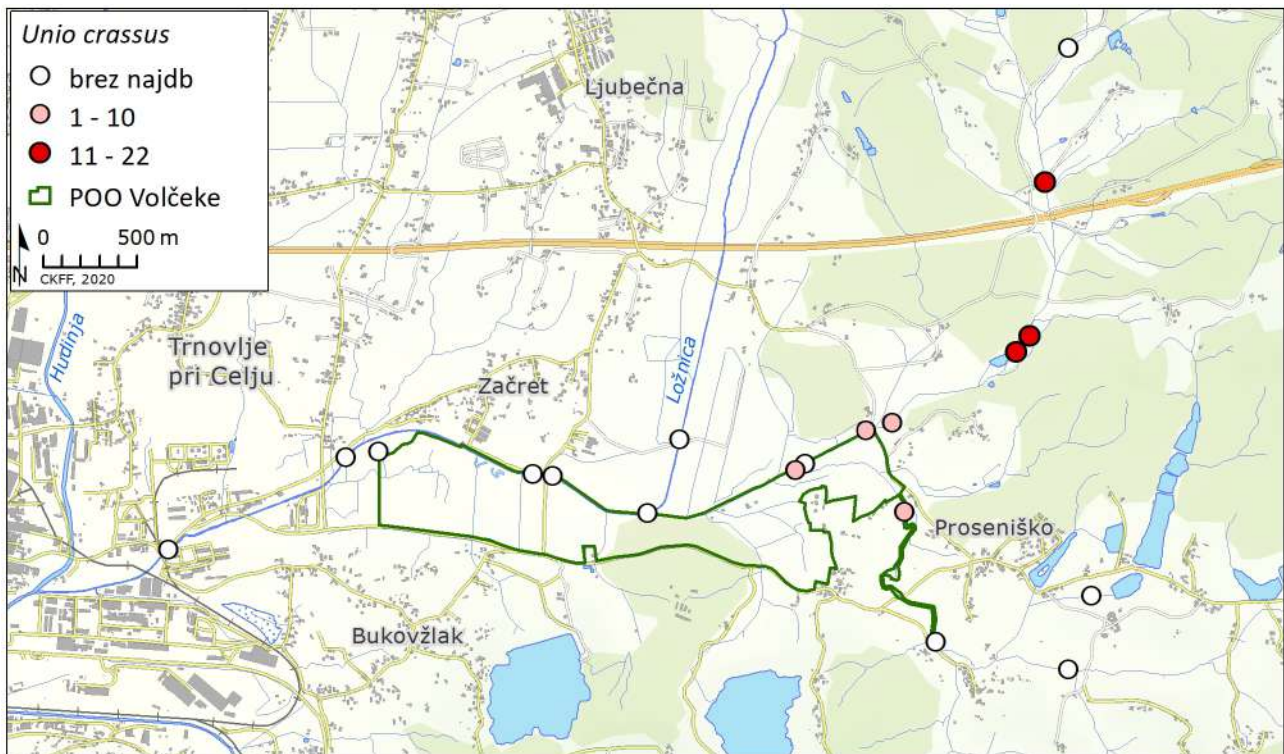 Unio crassus
brez najdb
1 - 10
11 - 22
POO Volčeke
0 500 m
N
CKFF, 2020
Ljubečna
Hudinja
Trnovlje
pri Celju
Začret
Ložnica
Proseniško
Bukovžlak